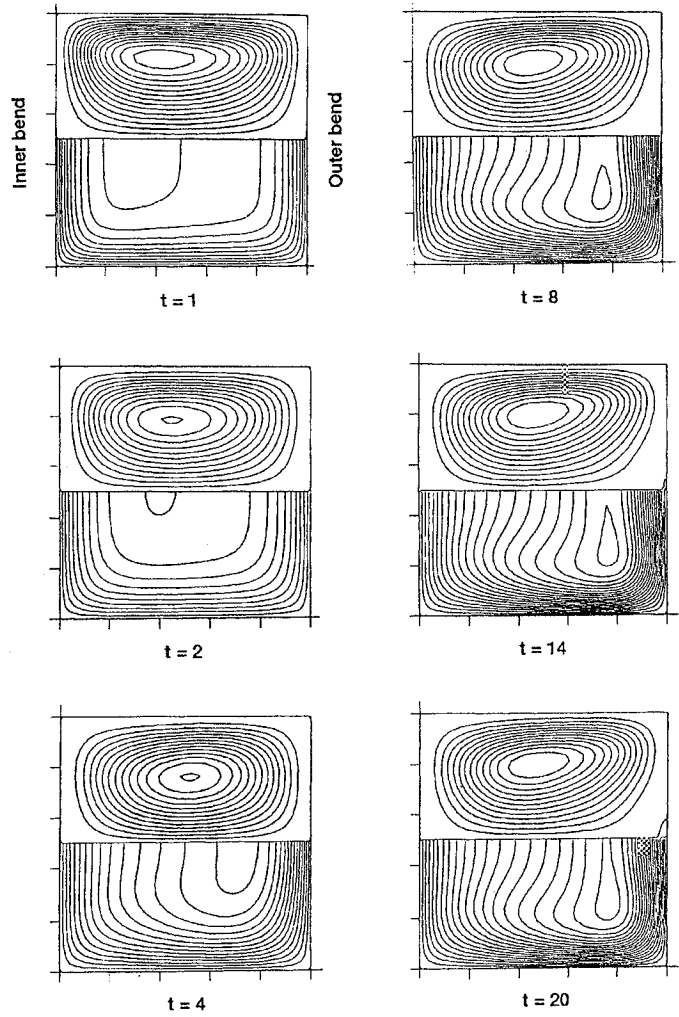 Inner bend
Outer bend
t = 1
t = 8
t = 2
t = 14
t = 4
t = 20